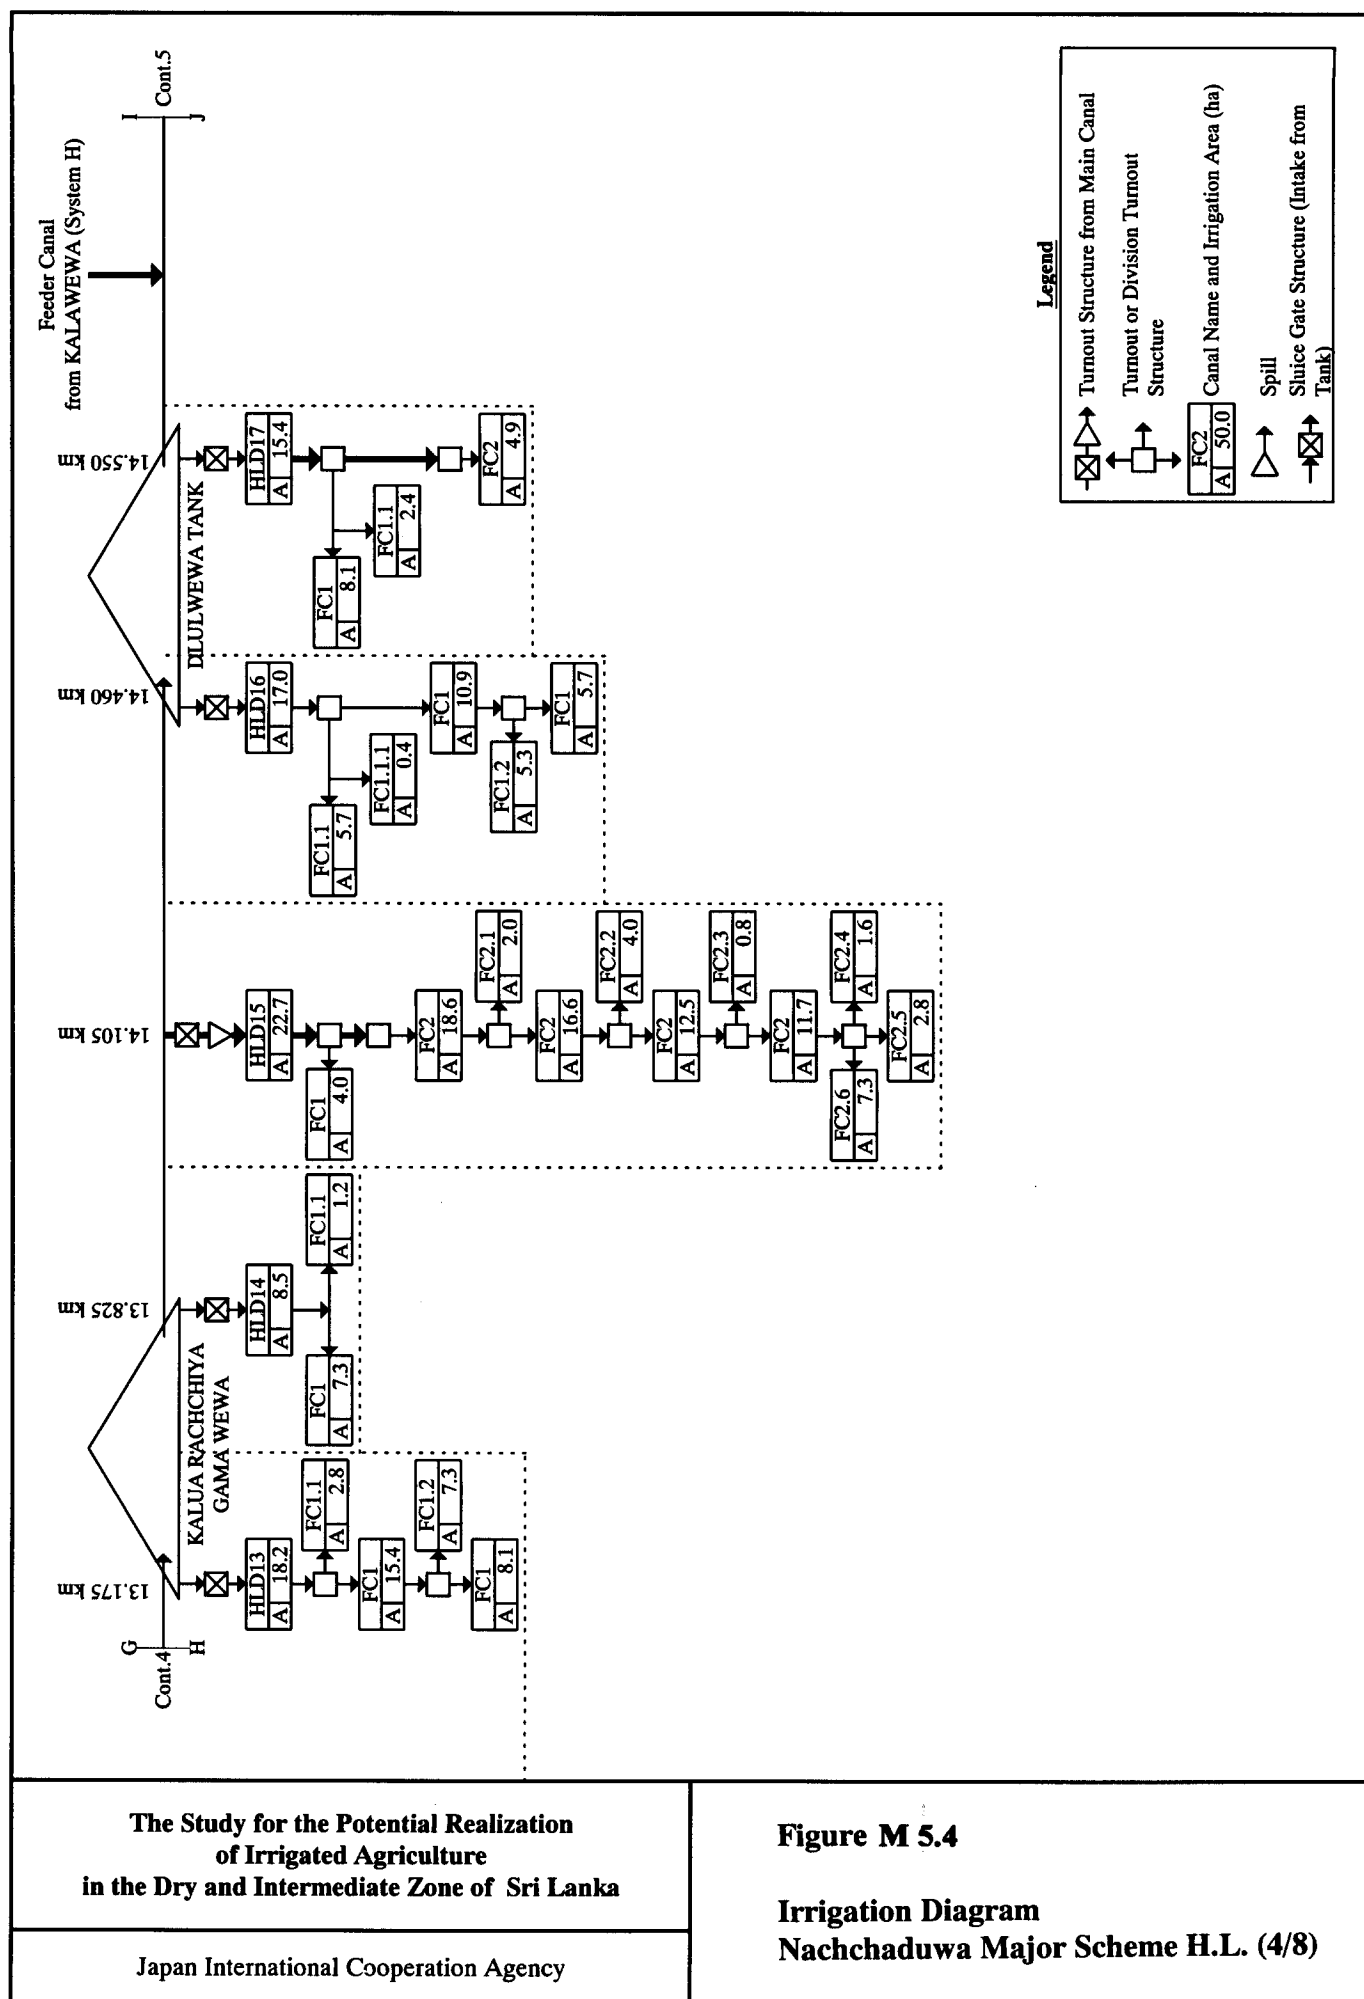 Feeder Canal
from KALAWEWA (System H)
I
J
Cont.5
14.550 km
14.460 km
14.105 km
13.825 km
13.175 km
G
H
Cont.4
DILULWEWA TANK
KALUA RACHCHIYA
GAMA WEWA
HLD17
A 15.4
FC1
A 8.1
FC1.1
A 2.4
FC2
A 4.9
HLD16
A 17.0
FC1.1
A 5.7
FC1.1.1
A 0.4
FC1
A 10.9
FC1.2
A 5.3
FC1
A 5.7
HLD15
A 22.7
FC1
A 4.0
FC2
A 18.6
FC2.1
A 2.0
FC2
A 16.6
FC2.2
A 4.0
FC2
A 12.5
FC2.3
A 0.8
FC2
A 11.7
FC2.4
A 1.6
FC2.6
A 7.3
FC2.5
A 2.8
HLD14
A 8.5
FC1.1
A 1.2
FC1
A 7.3
HLD13
A 18.2
FC1.1
A 2.8
FC1
A 15.4
FC1.2
A 7.3
FC1
A 8.1
Legend
Turnout Structure from Main Canal
Turnout or Division Turnout
Structure
FC2
A 50.0
Canal Name and Irrigation Area (ha)
Spill
Sluice Gate Structure (Intake from
Tank)
The Study for the Potential Realization
of Irrigated Agriculture
in the Dry and Intermediate Zone of Sri Lanka
Japan International Cooperation Agency
Figure M 5.4
Irrigation Diagram
Nachchaduwa Major Scheme H.L. (4/8)